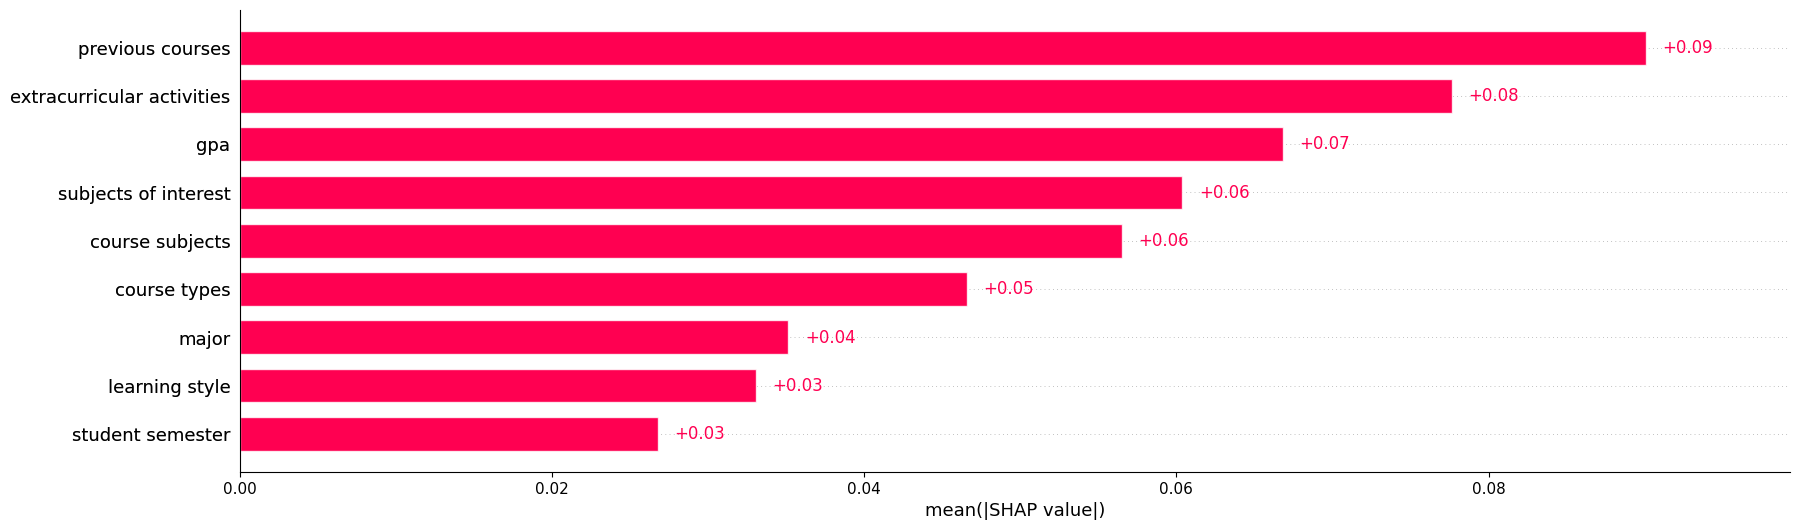 previous courses +0.09
extracurricular activities +0.08
gpa +0.07
subjects of interest +0.06
course subjects +0.06
course types +0.05
major +0.04
learning style +0.03
student semester +0.03
0.00 0.02 0.04 0.06 0.08
mean(|SHAP value|)